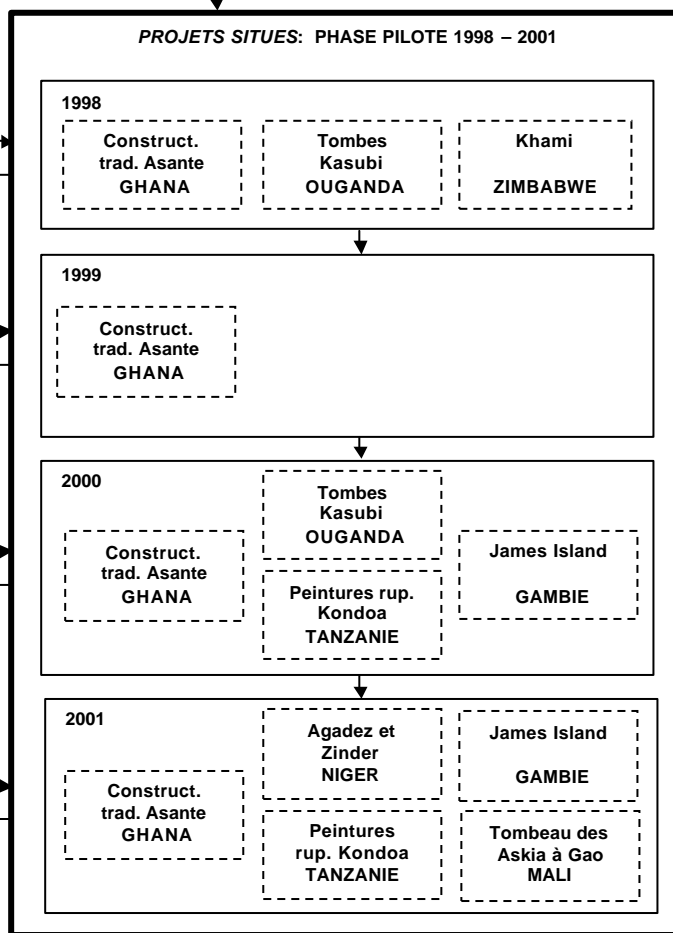 PROJETS SITUES: PHASE PILOTE 1998 – 2001
1998
Construct.
trad. Asante
GHANA
Tombes
Kasubi
OUGANDA
Khami
ZIMBABWE
1999
Construct.
trad. Asante
GHANA
2000
Construct.
trad. Asante
GHANA
Tombes
Kasubi
OUGANDA
Peintures rup.
Kondoa
TANZANIE
James Island
GAMBIE
2001
Construct.
trad. Asante
GHANA
Agadez et
Zinder
NIGER
Peintures
rup. Kondoa
TANZANIE
James Island
GAMBIE
Tombeau des
Askia à Gao
MALI